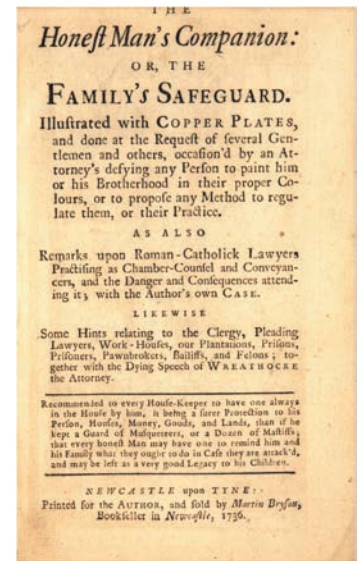 THE
Honeſt Man's Companion:
OR, THE
FAMILY'S SAFEGUARD.
Illuſtrated with COPPER PLATES,
and done at the Requeſt of ſeveral Gen-
tlemen and others, occaſion'd by an At-
torney's defying any Perſon to paint him
or his Brotherhood in their proper Co-
lours, or to propoſe any Method to regu-
late them, or their Practice.
AS ALSO
Remarks upon Roman-Catholick Lawyers
Practiſing as Chamber-Counſel and Conveyan-
cers, and the Danger and Conſequences attend-
ing it; with the Author's own CASE.
LIKEWISE
Some Hints relating to the Clergy, Pleading
Lawyers, Work-Houſes, our Plantations, Priſons,
Priſoners, Pawnbrokers, Bailiffs, and Felons; to-
gether with the Dying Speech of WREATHOCKE
the Attorney.
Recommended to every Houſe-Keeper to have one always
in the Houſe by him, it being a ſurer Protection to his
Perſon, Houſes, Money, Goods, and Lands, than if he
kept a Guard of Muſqueteers, or a Dozen of Maſtiffs;
that every honeſt Man may have one to remind him and
his Family what they ought to do in Caſe they are attack'd,
and may be left as a very good Legacy to his Children.
NEWCASTLE upon TYNE:
Printed for the AUTHOR, and ſold by Martin Bryſon,
Bookſeller in Newcaſtle, 1736.